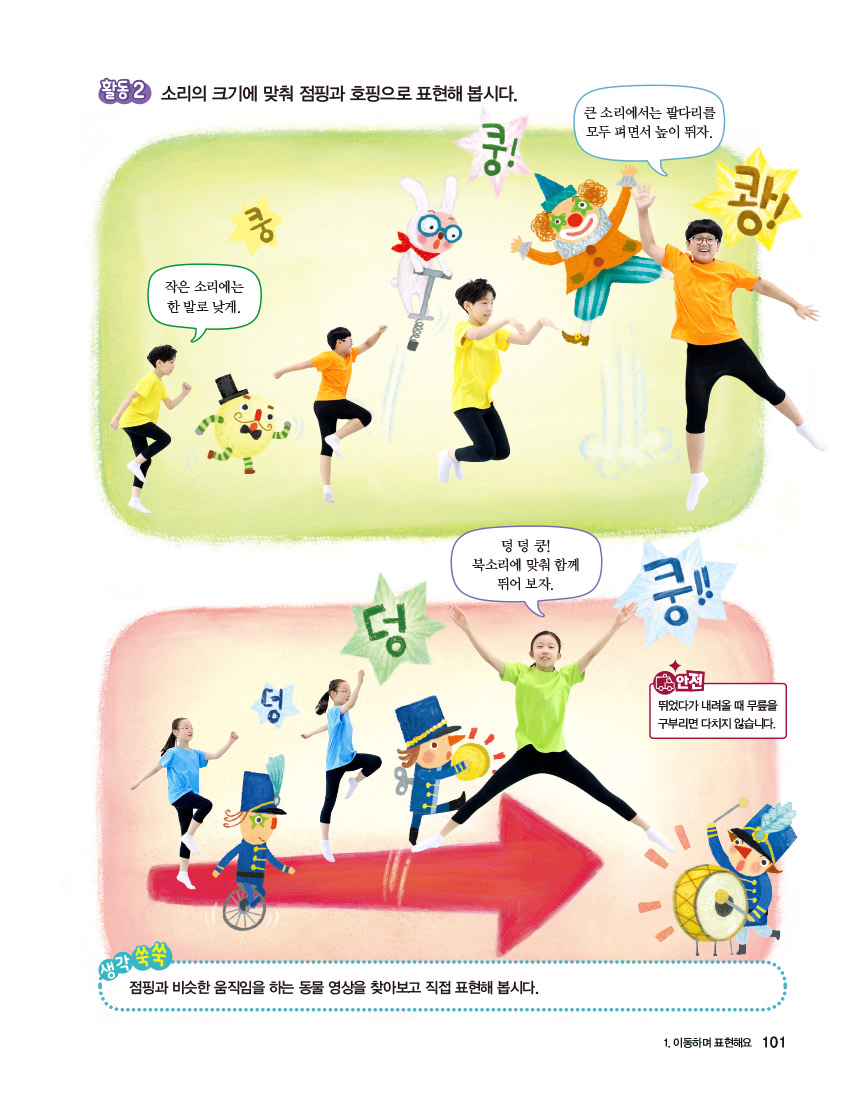 활동 2 소리의 크기에 맞춰 점핑과 호핑으로 표현해 봅시다.
큰 소리에서는 팔다리를
모두 펴면서 높이 뛰자.
쿵!
쾅!
쿵
작은 소리에는
한 발로 낮게.
덩 덩 쿵!
북소리에 맞춰 함께
뛰어 보자.
쿵!!
덩
덩
안전
뛰었다가 내려올 때 무릎을
구부리면 다치지 않습니다.
생각 쑥쑥
점핑과 비슷한 움직임을 하는 동물 영상을 찾아보고 직접 표현해 봅시다.
1. 이동하며 표현해요 101